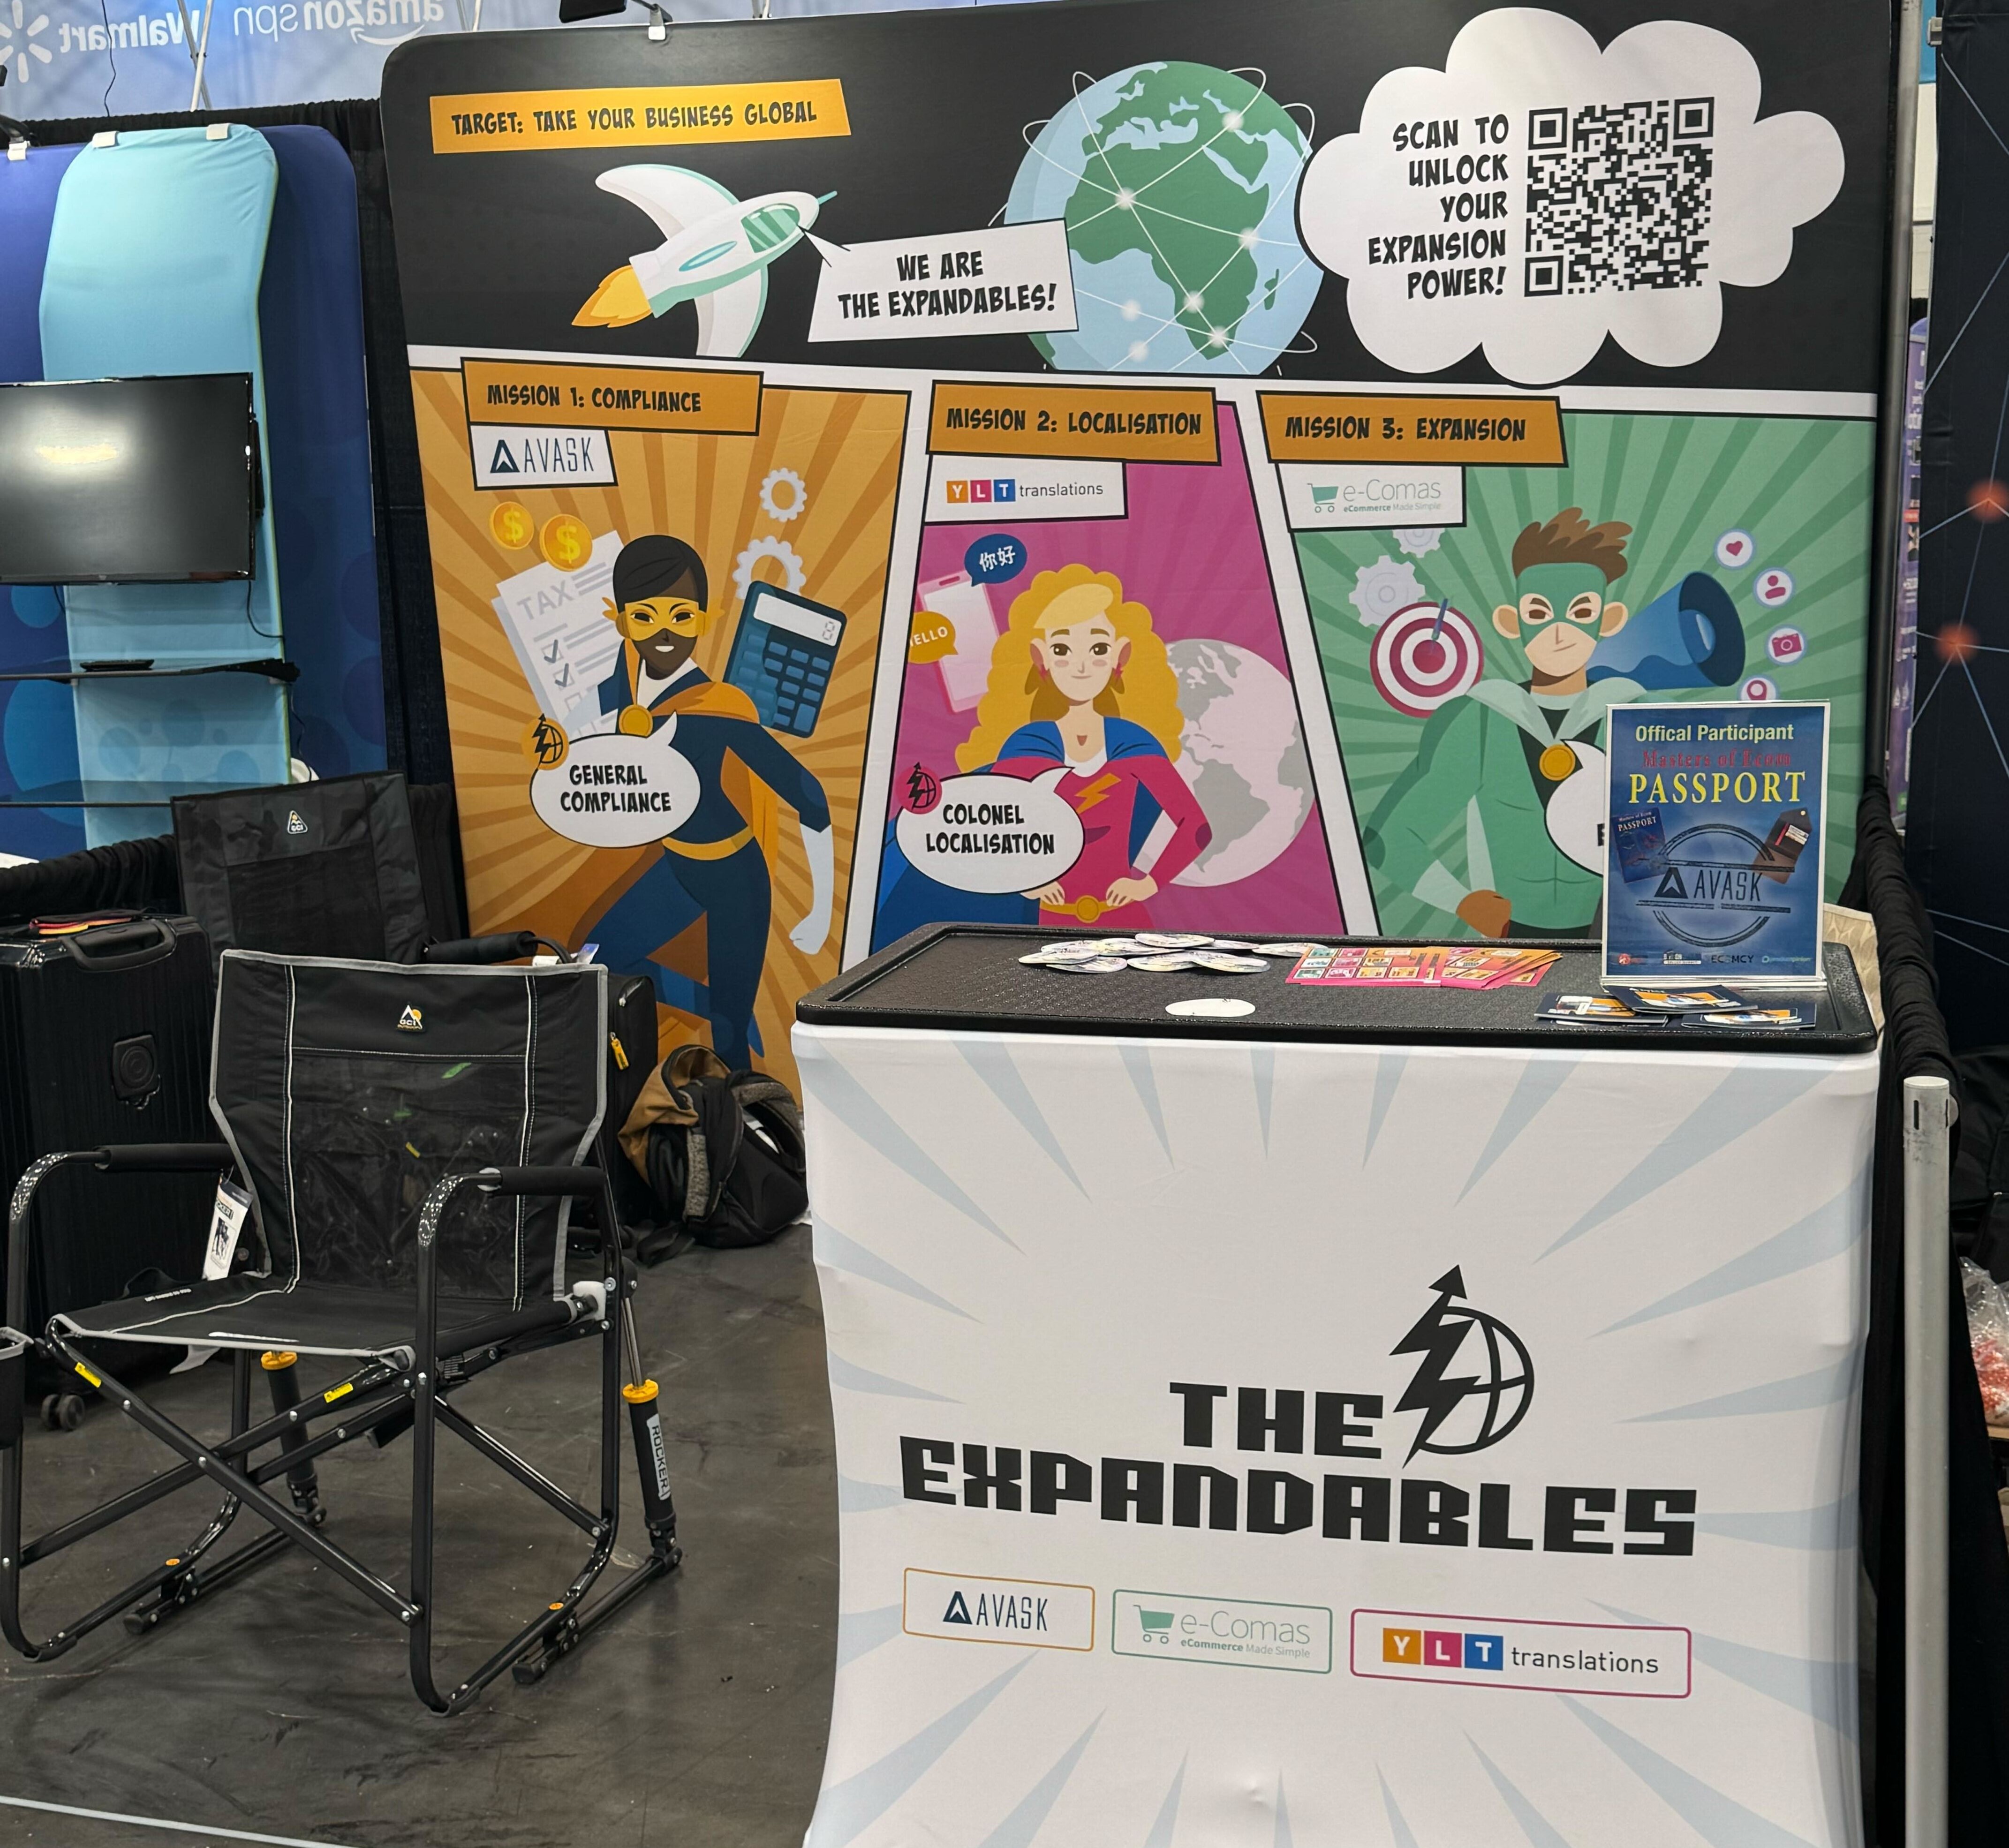 Walmart
amazon spn
TARGET: TAKE YOUR BUSINESS GLOBAL
WE ARE
THE EXPANDABLES!
SCAN TO
UNLOCK
YOUR
EXPANSION
POWER!
MISSION 1: COMPLIANCE
AVASK
TAX
GENERAL
COMPLIANCE
MISSION 2: LOCALISATION
YLT translations
你好
ELLO
COLONEL
LOCALISATION
MISSION 3: EXPANSION
e-Comas
eCommerce Made Simple
Offical Participant
Masters of Ecom
PASSPORT
PASSPORT
AVASK
GCI
GCI
ROCKER
THE
EXPANDABLES
AVASK
e-Comas
eCommerce Made Simple
YLT translations